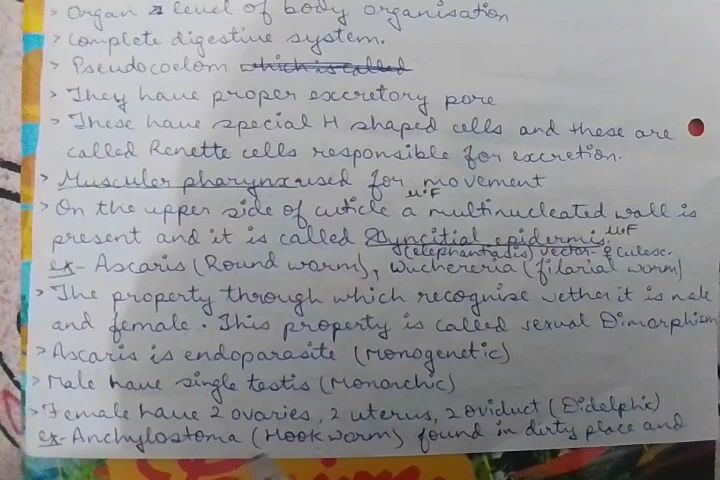 > Organ level of body organisation
> Complete digestive system.
> Pseudocoelom which is called
> They have proper excretory pore
> These have special H shaped cells and these are
called Renette cells responsible for excretion.
> Muscular pharynx used for movement
> On the upper side of cuticle a multinucleated wall is
present and it is called Syncitial epidermis.
(elephantiasis) vector - ♀ Culex.
ex- Ascaris (Round worm), Wuchereria (filarial worm)
> The property through which recognise wether it is male
and female. This property is called sexual Dimorphism
> Ascaris is endoparasite (Monogenetic)
> Male have single testis (Monorchic)
> Female have 2 ovaries, 2 uterus, 2 oviduct (Didelphic)
ex- Anchylostoma (Hook worm) found in dirty place and